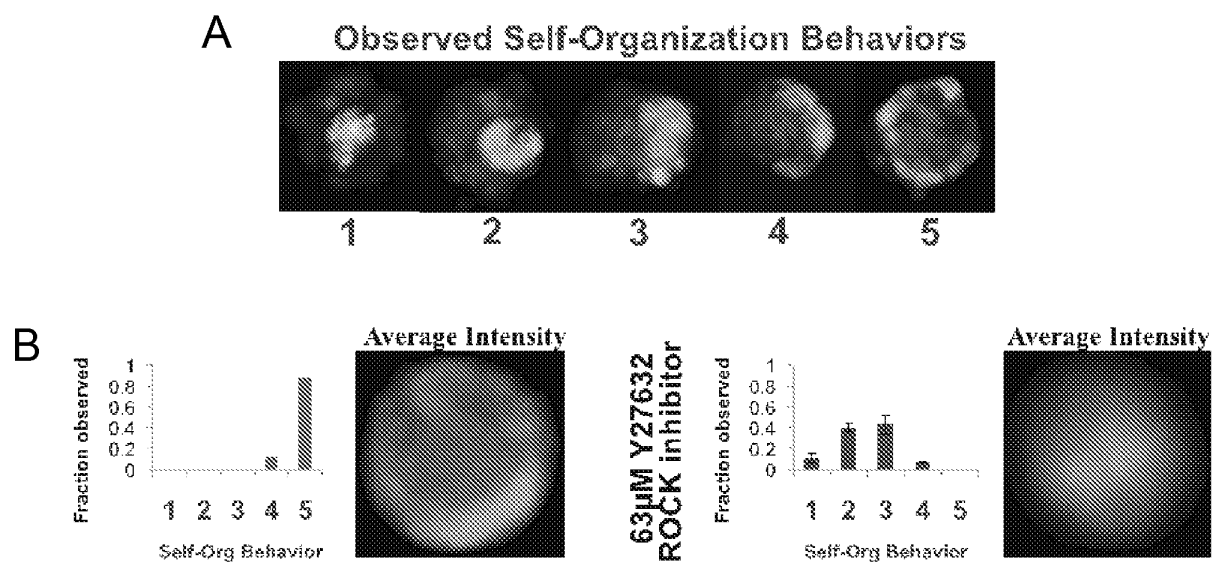 A
Observed Self-Organization Behaviors
1 2 3 4 5
B
Average Intensity
Fraction observed
1
0.8
0.6
0.4
0.2
0
1 2 3 4 5
Self-Org Behavior
63μM Y27632
ROCK inhibitor
Average Intensity
Fraction observed
1
0.8
0.6
0.4
0.2
0
1 2 3 4 5
Self-Org Behavior